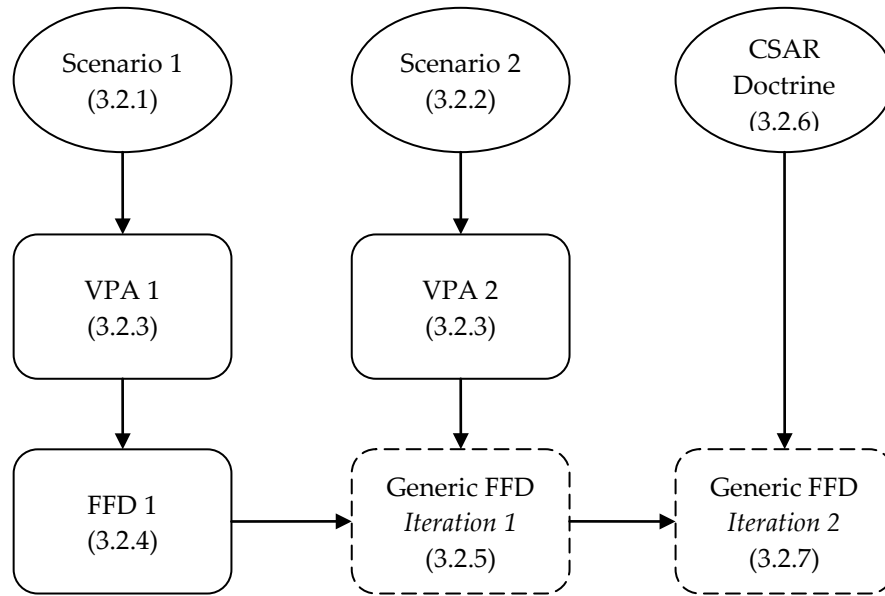 Scenario 1
(3.2.1)
Scenario 2
(3.2.2)
CSAR
Doctrine
(3.2.6)
VPA 1
(3.2.3)
VPA 2
(3.2.3)
FFD 1
(3.2.4)
Generic FFD
Iteration 1
(3.2.5)
Generic FFD
Iteration 2
(3.2.7)